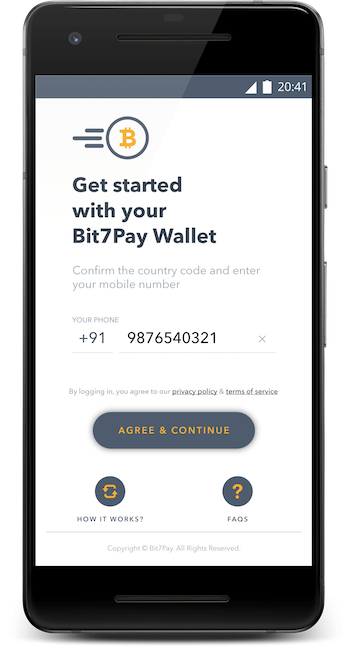 20:41
Get started
with your
Bit7Pay Wallet
Confirm the country code and enter
your mobile number
YOUR PHONE
+91 9876540321 ×
By logging in, you agree to our privacy policy & terms of service
AGREE & CONTINUE
HOW IT WORKS? FAQS
Copyright © Bit7Pay. All Rights Reserved.